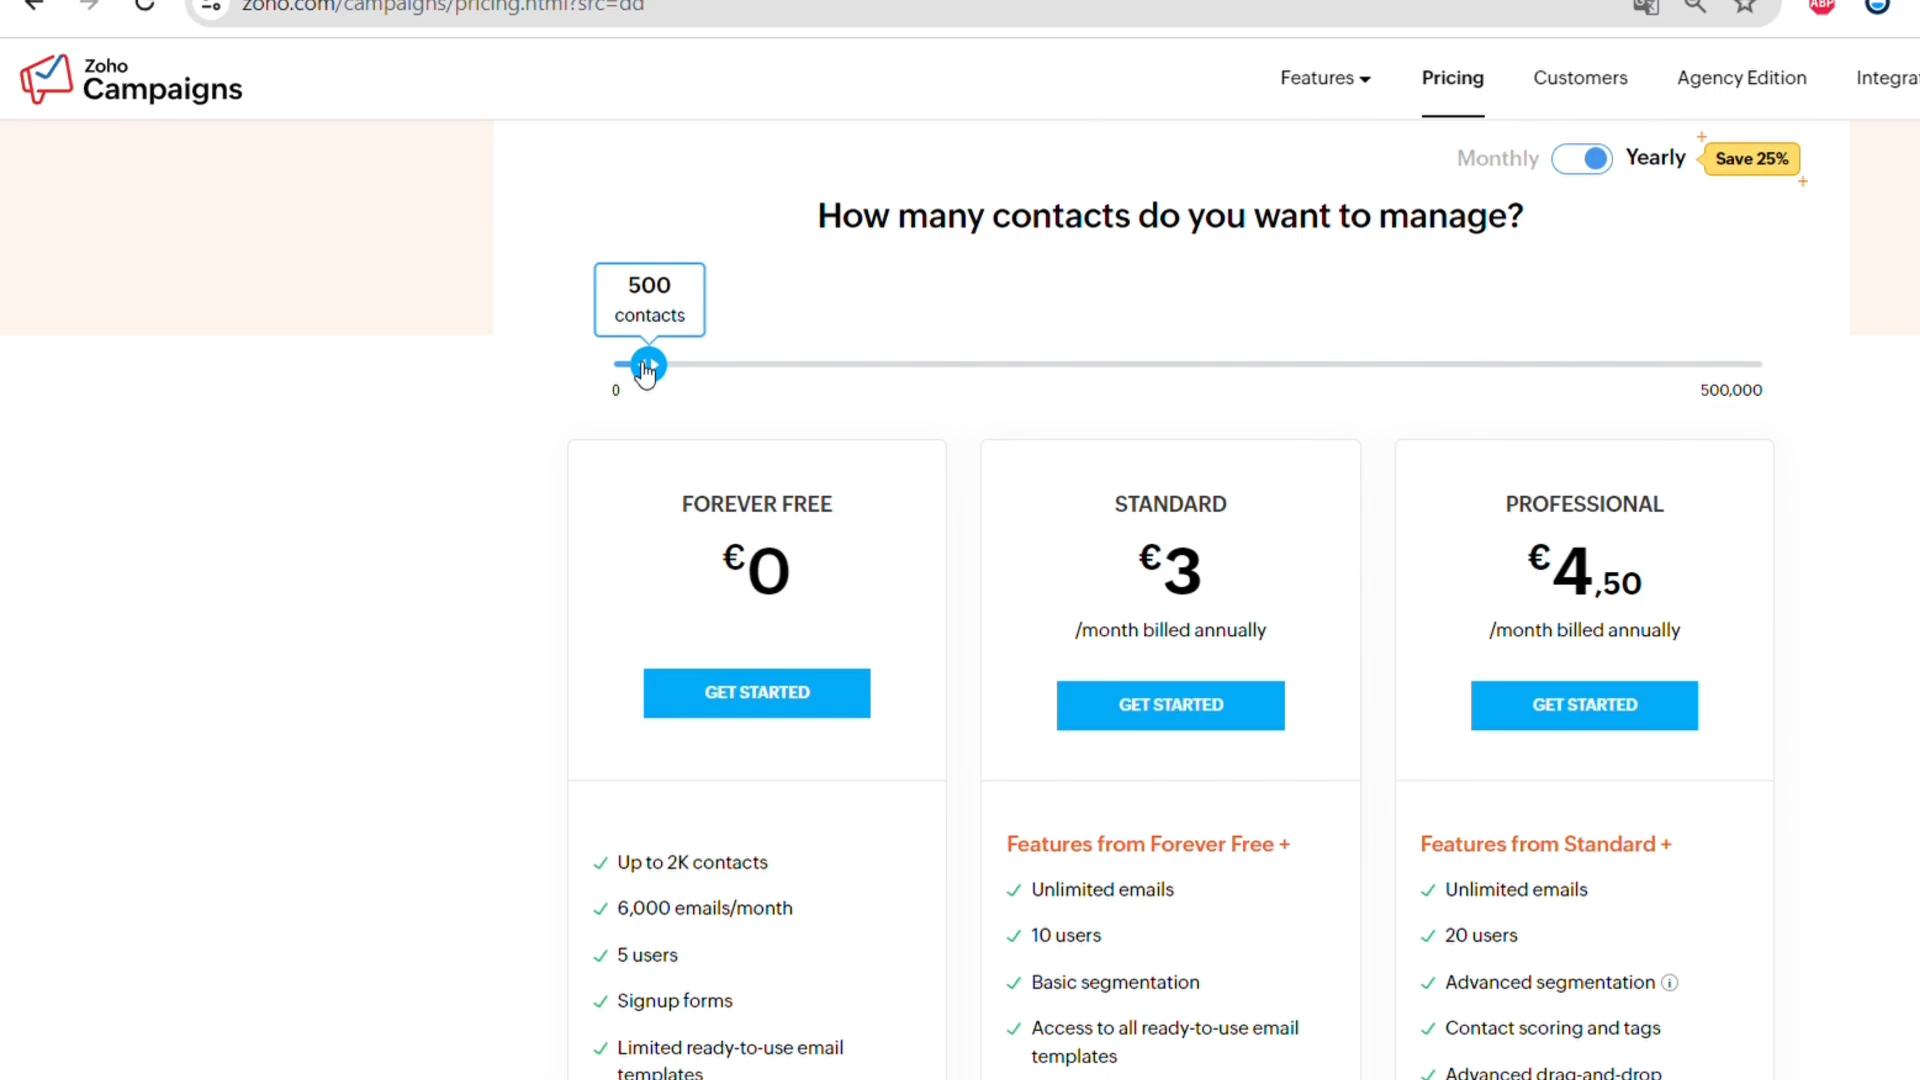 zoho.com/campaigns/pricing.html?src=dd
ABP
Zoho
Campaigns
Features
Pricing
Customers
Agency Edition
Integra
Monthly
Yearly
Save 25%
How many contacts do you want to manage?
500
contacts
0
500,000
FOREVER FREE
€0
GET STARTED
Up to 2K contacts
6,000 emails/month
5 users
Signup forms
Limited ready-to-use email
templates
STANDARD
€3
/month billed annually
GET STARTED
Features from Forever Free +
Unlimited emails
10 users
Basic segmentation
Access to all ready-to-use email
templates
PROFESSIONAL
€4,50
/month billed annually
GET STARTED
Features from Standard +
Unlimited emails
20 users
Advanced segmentation
Contact scoring and tags
Advanced drag-and-drop